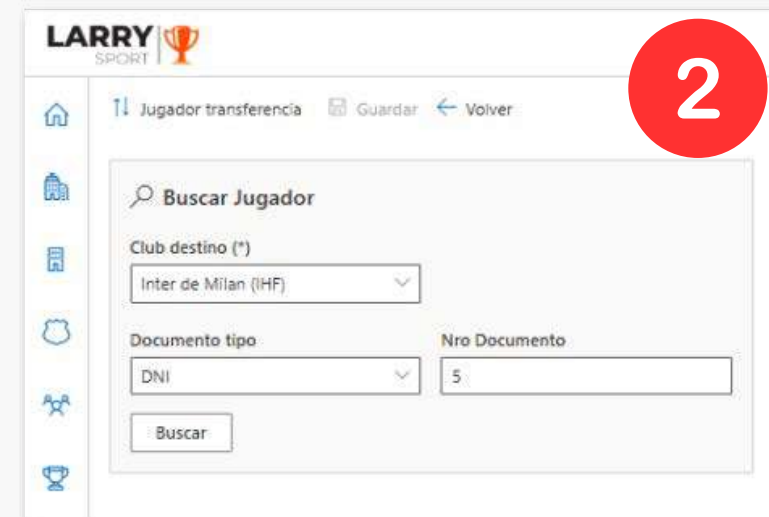 LARRY
SPORT
2
Jugador transferencia Guardar Volver
Buscar Jugador
Club destino (*)
Inter de Milan (IHF)
Documento tipo Nro Documento
DNI 5
Buscar